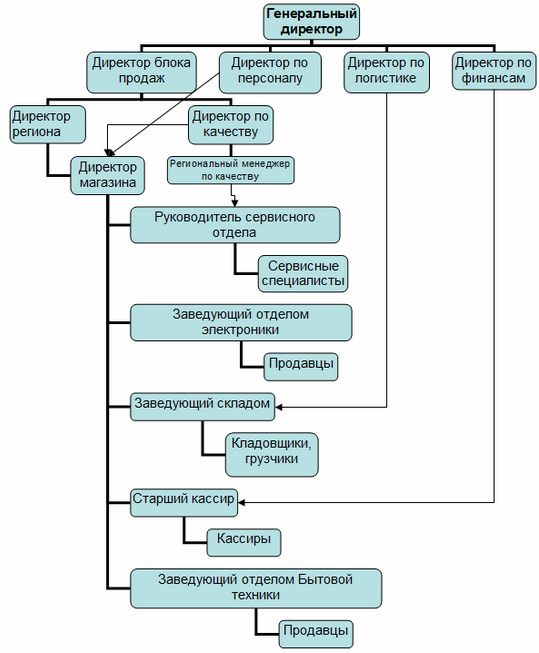 Генеральный
директор
Директор блока
продаж
Директор по
персоналу
Директор по
логистике
Директор по
финансам
Директор
региона
Директор по
качеству
Директор
магазина
Региональный менеджер
по качеству
Руководитель сервисного
отдела
Сервисные
специалисты
Заведующий отделом
электроники
Продавцы
Заведующий складом
Кладовщики,
грузчики
Старший кассир
Кассиры
Заведующий отделом Бытовой
техники
Продавцы